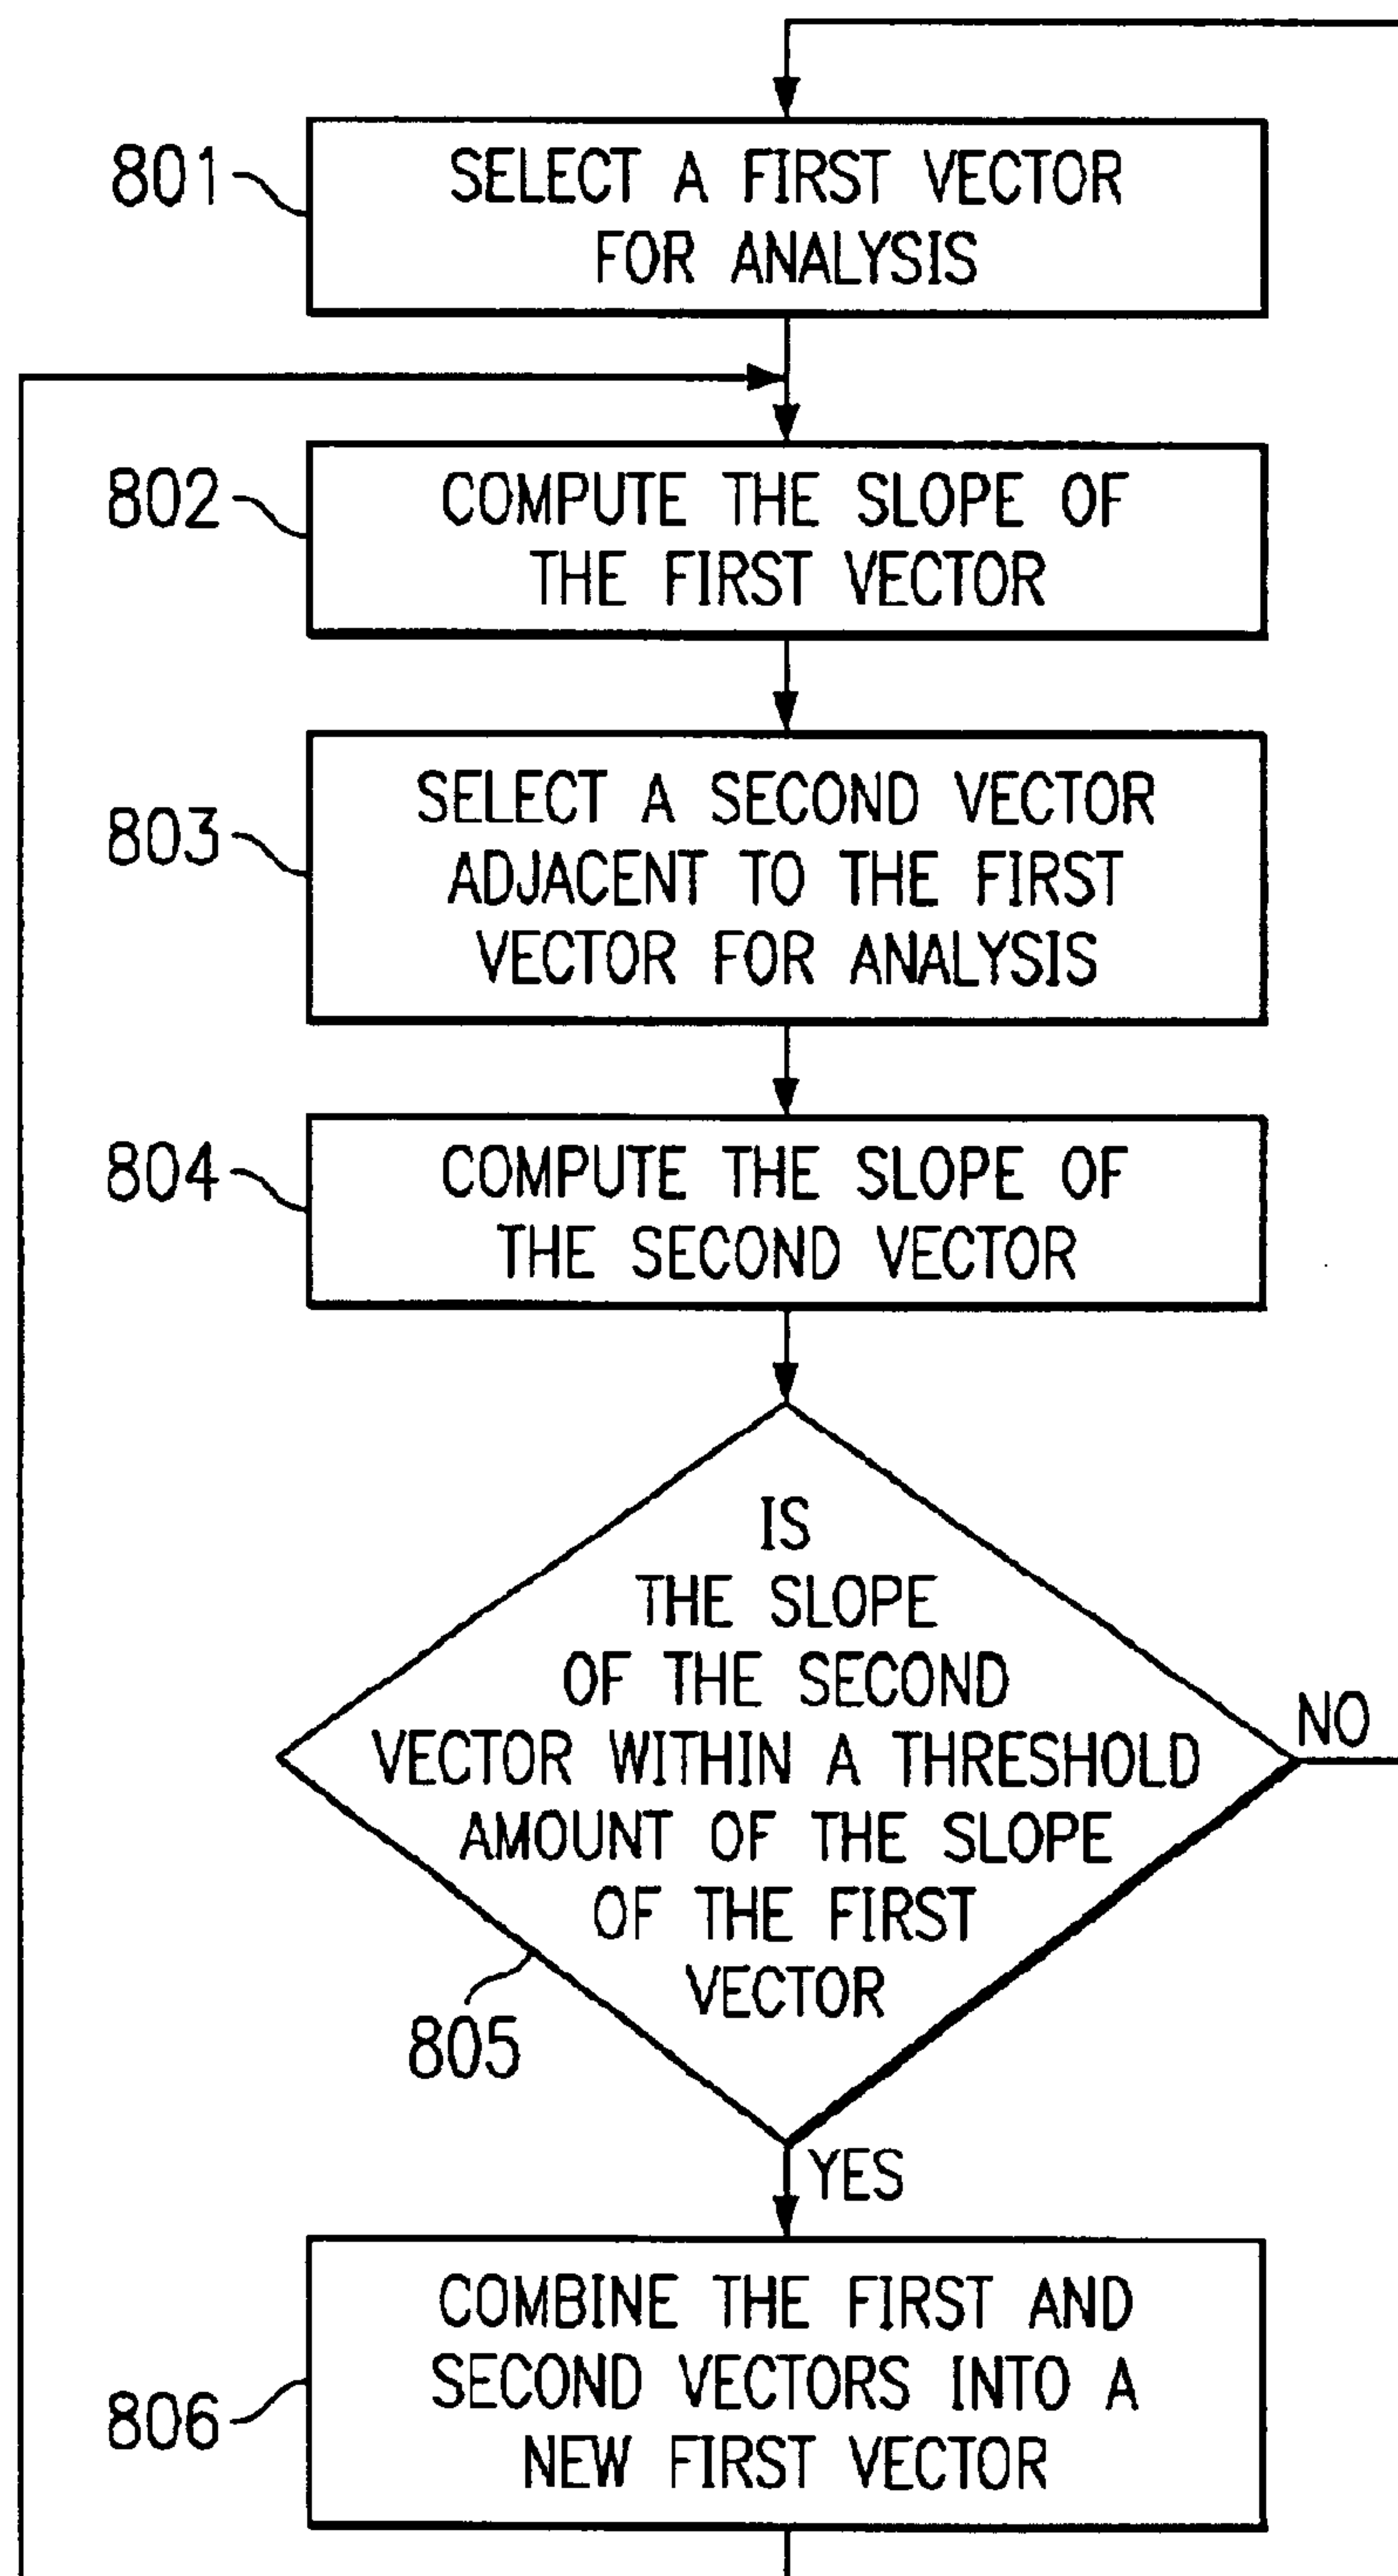 801
SELECT A FIRST VECTOR
FOR ANALYSIS
802
COMPUTE THE SLOPE OF
THE FIRST VECTOR
803
SELECT A SECOND VECTOR
ADJACENT TO THE FIRST
VECTOR FOR ANALYSIS
804
COMPUTE THE SLOPE OF
THE SECOND VECTOR
IS
THE SLOPE
OF THE SECOND
VECTOR WITHIN A THRESHOLD
AMOUNT OF THE SLOPE
OF THE FIRST
VECTOR
NO
805
YES
806
COMBINE THE FIRST AND
SECOND VECTORS INTO A
NEW FIRST VECTOR